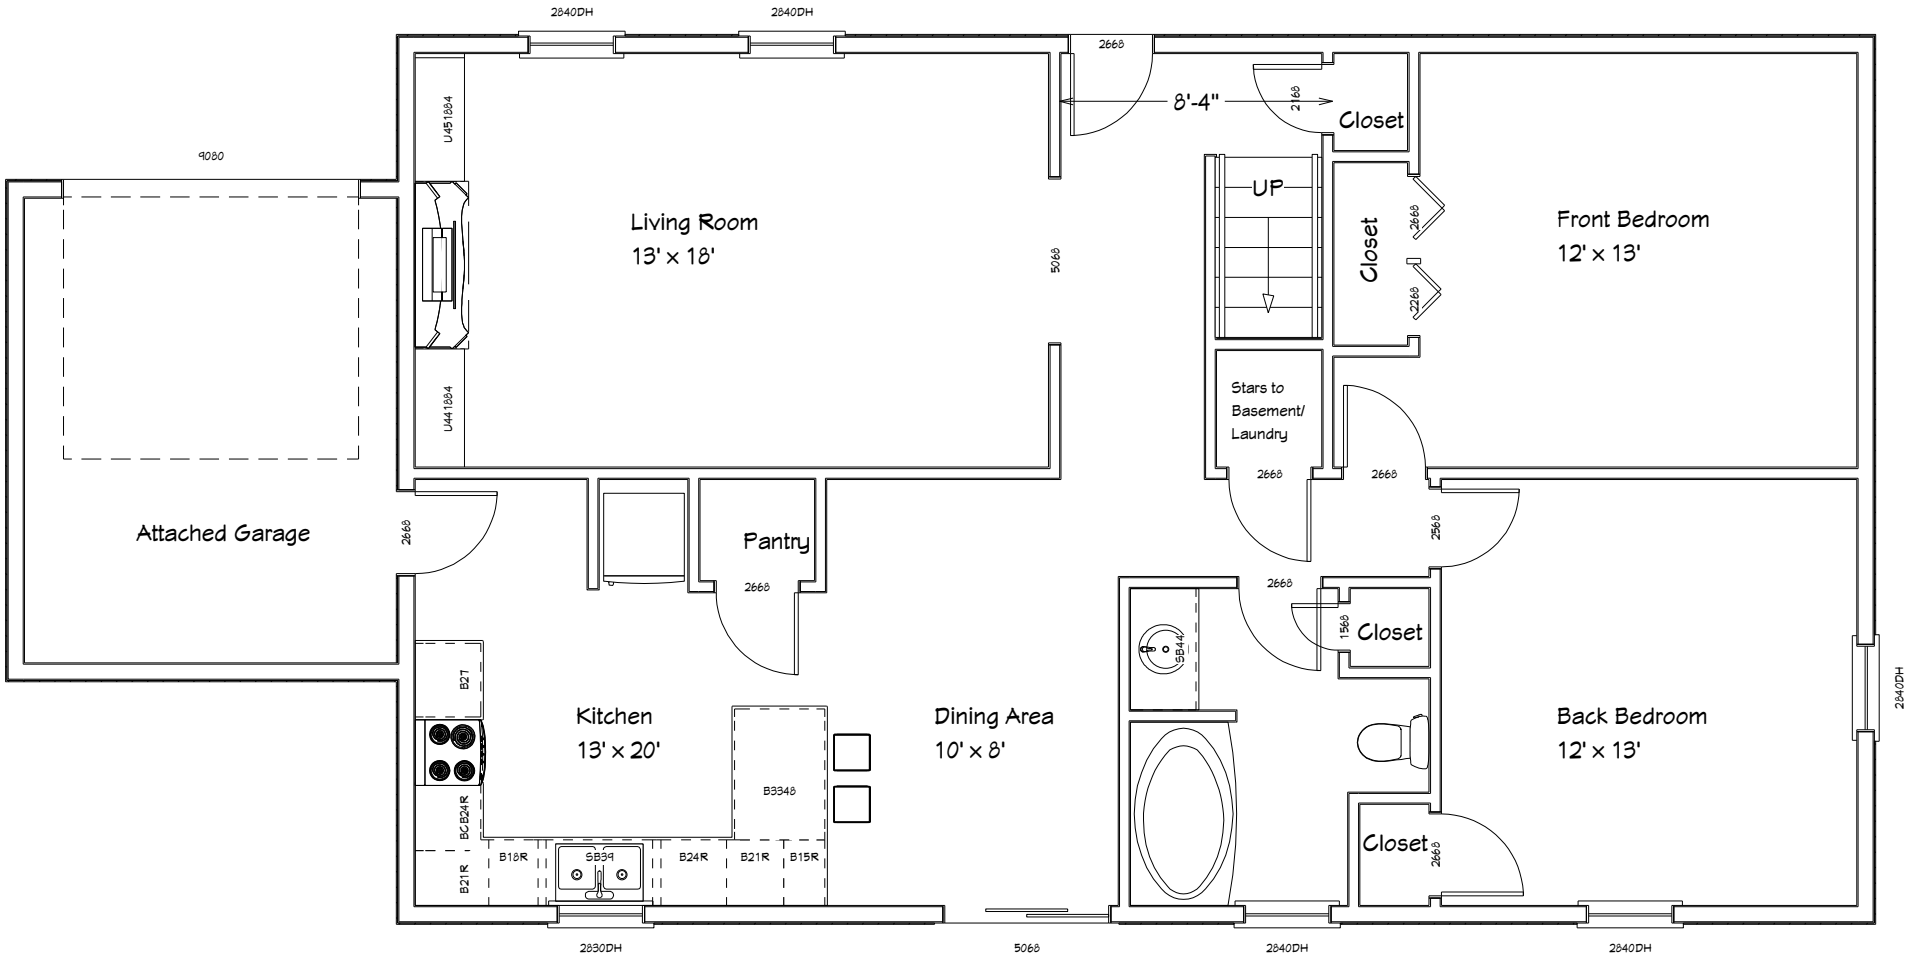 2840DH
2840DH
2668
8'-4"
2168
Closet
U451884
9080
UP
Living Room
13' x 18'
5068
Closet
2668
2268
Front Bedroom
12' x 13'
U441884
Stars to
Basement/
Laundry
2668
2668
Attached Garage
2668
Pantry
2668
2568
2668
1568
Closet
SB44
B27
Kitchen
13' x 20'
Dining Area
10' x 8'
Back Bedroom
12' x 13'
2840DH
B3348
BCB24R
B21R
B18R
SB39
B24R
B21R
B15R
Closet
2668
2830DH
5068
2840DH
2840DH